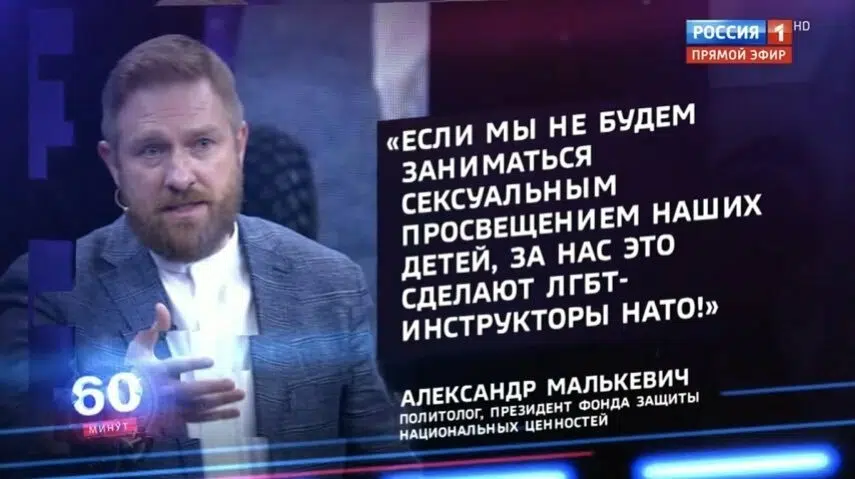 РОССИЯ 1 HD
ПРЯМОЙ ЭФИР
«ЕСЛИ МЫ НЕ БУДЕМ
ЗАНИМАТЬСЯ
СЕКСУАЛЬНЫМ
ПРОСВЕЩЕНИЕМ НАШИХ
ДЕТЕЙ, ЗА НАС ЭТО
СДЕЛАЮТ ЛГБТ-
ИНСТРУКТОРЫ НАТО!»
АЛЕКСАНДР МАЛЬКЕВИЧ
ПОЛИТОЛОГ, ПРЕЗИДЕНТ ФОНДА ЗАЩИТЫ
НАЦИОНАЛЬНЫХ ЦЕННОСТЕЙ
60
МИНУТ